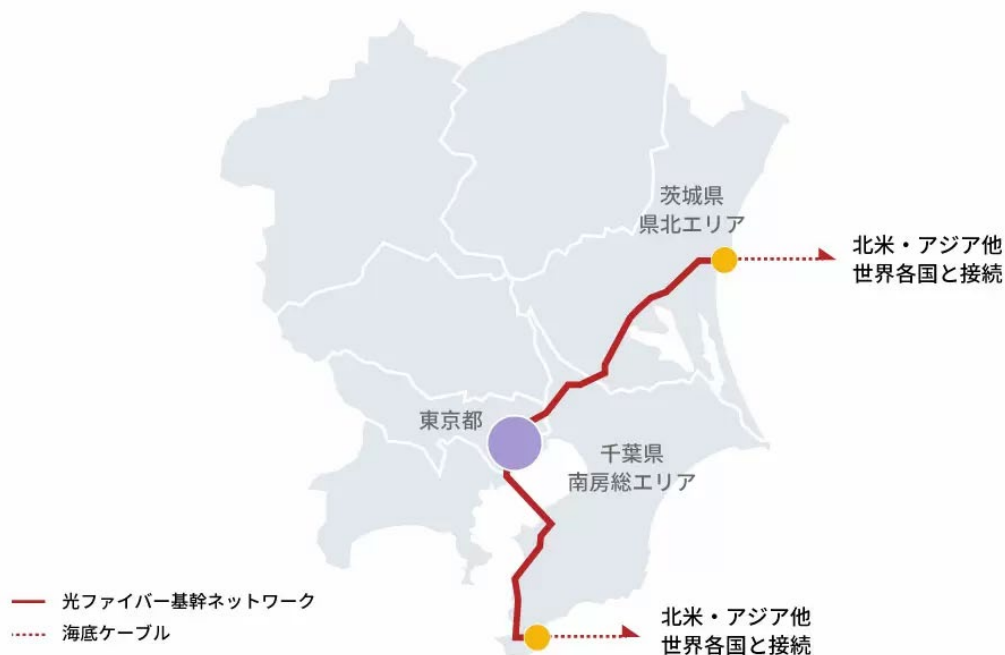 茨城県
県北エリア
北米・アジア他
世界各国と接続
東京都
千葉県
南房総エリア
光ファイバー基幹ネットワーク
海底ケーブル
北米・アジア他
世界各国と接続